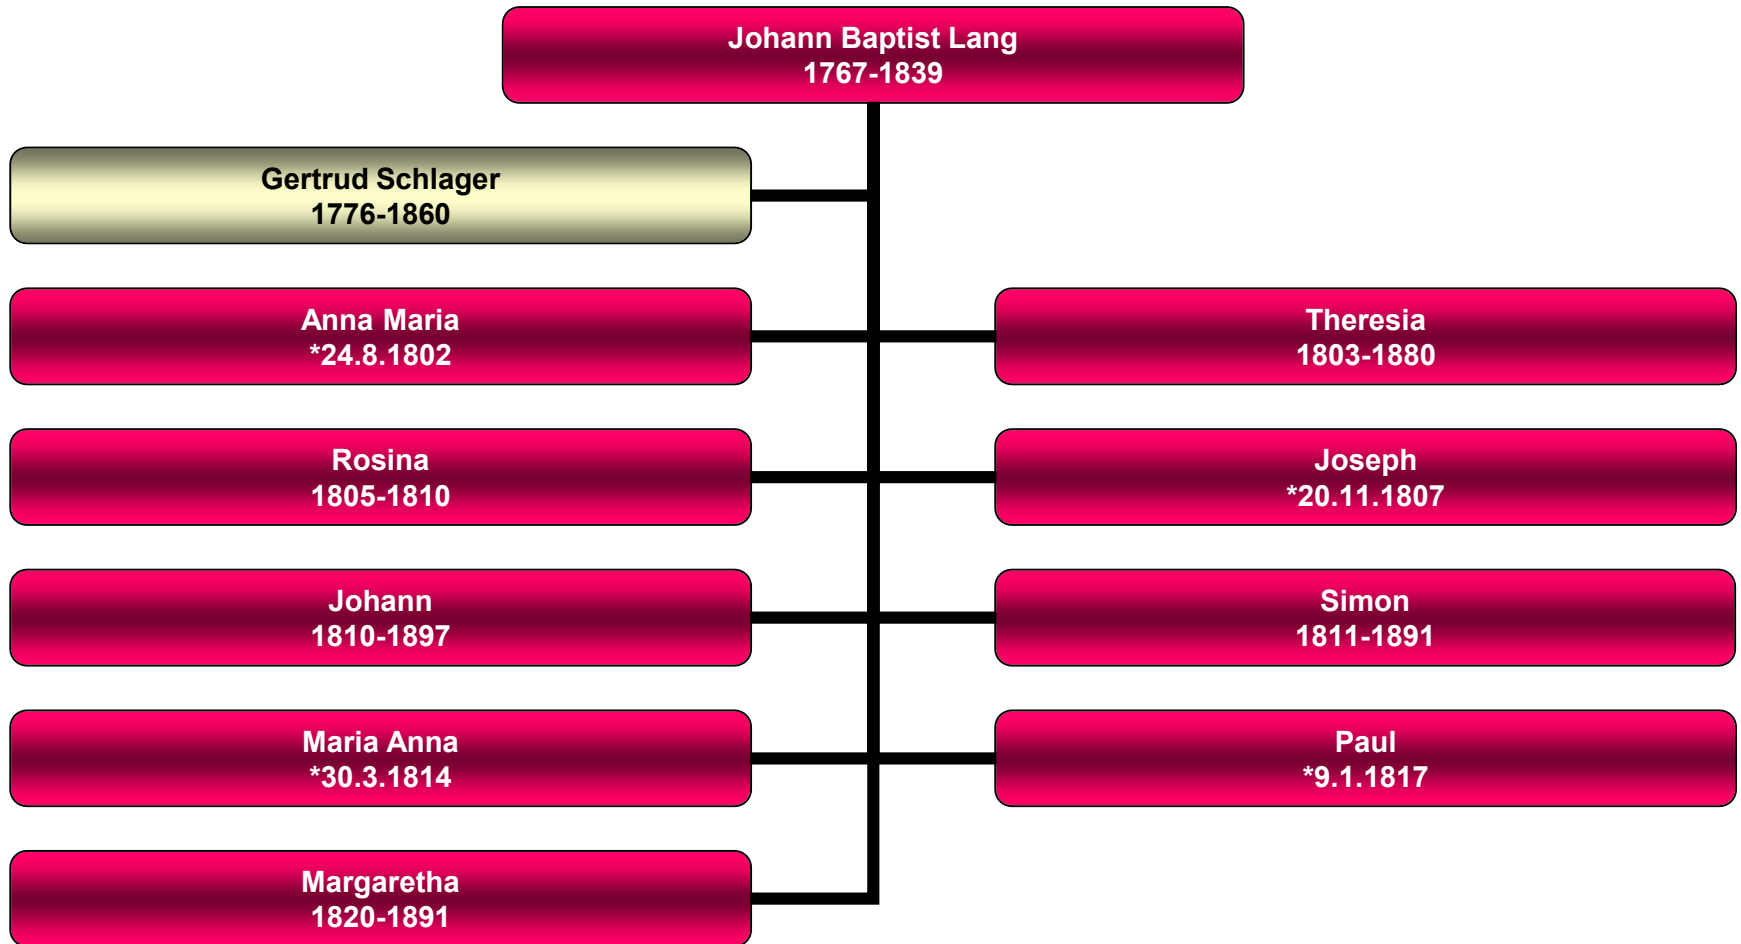 Johann Baptist Lang
1767-1839
Gertrud Schlager
1776-1860
Anna Maria
*24.8.1802
Theresia
1803-1880
Rosina
1805-1810
Joseph
*20.11.1807
Johann
1810-1897
Simon
1811-1891
Maria Anna
*30.3.1814
Paul
*9.1.1817
Margaretha
1820-1891